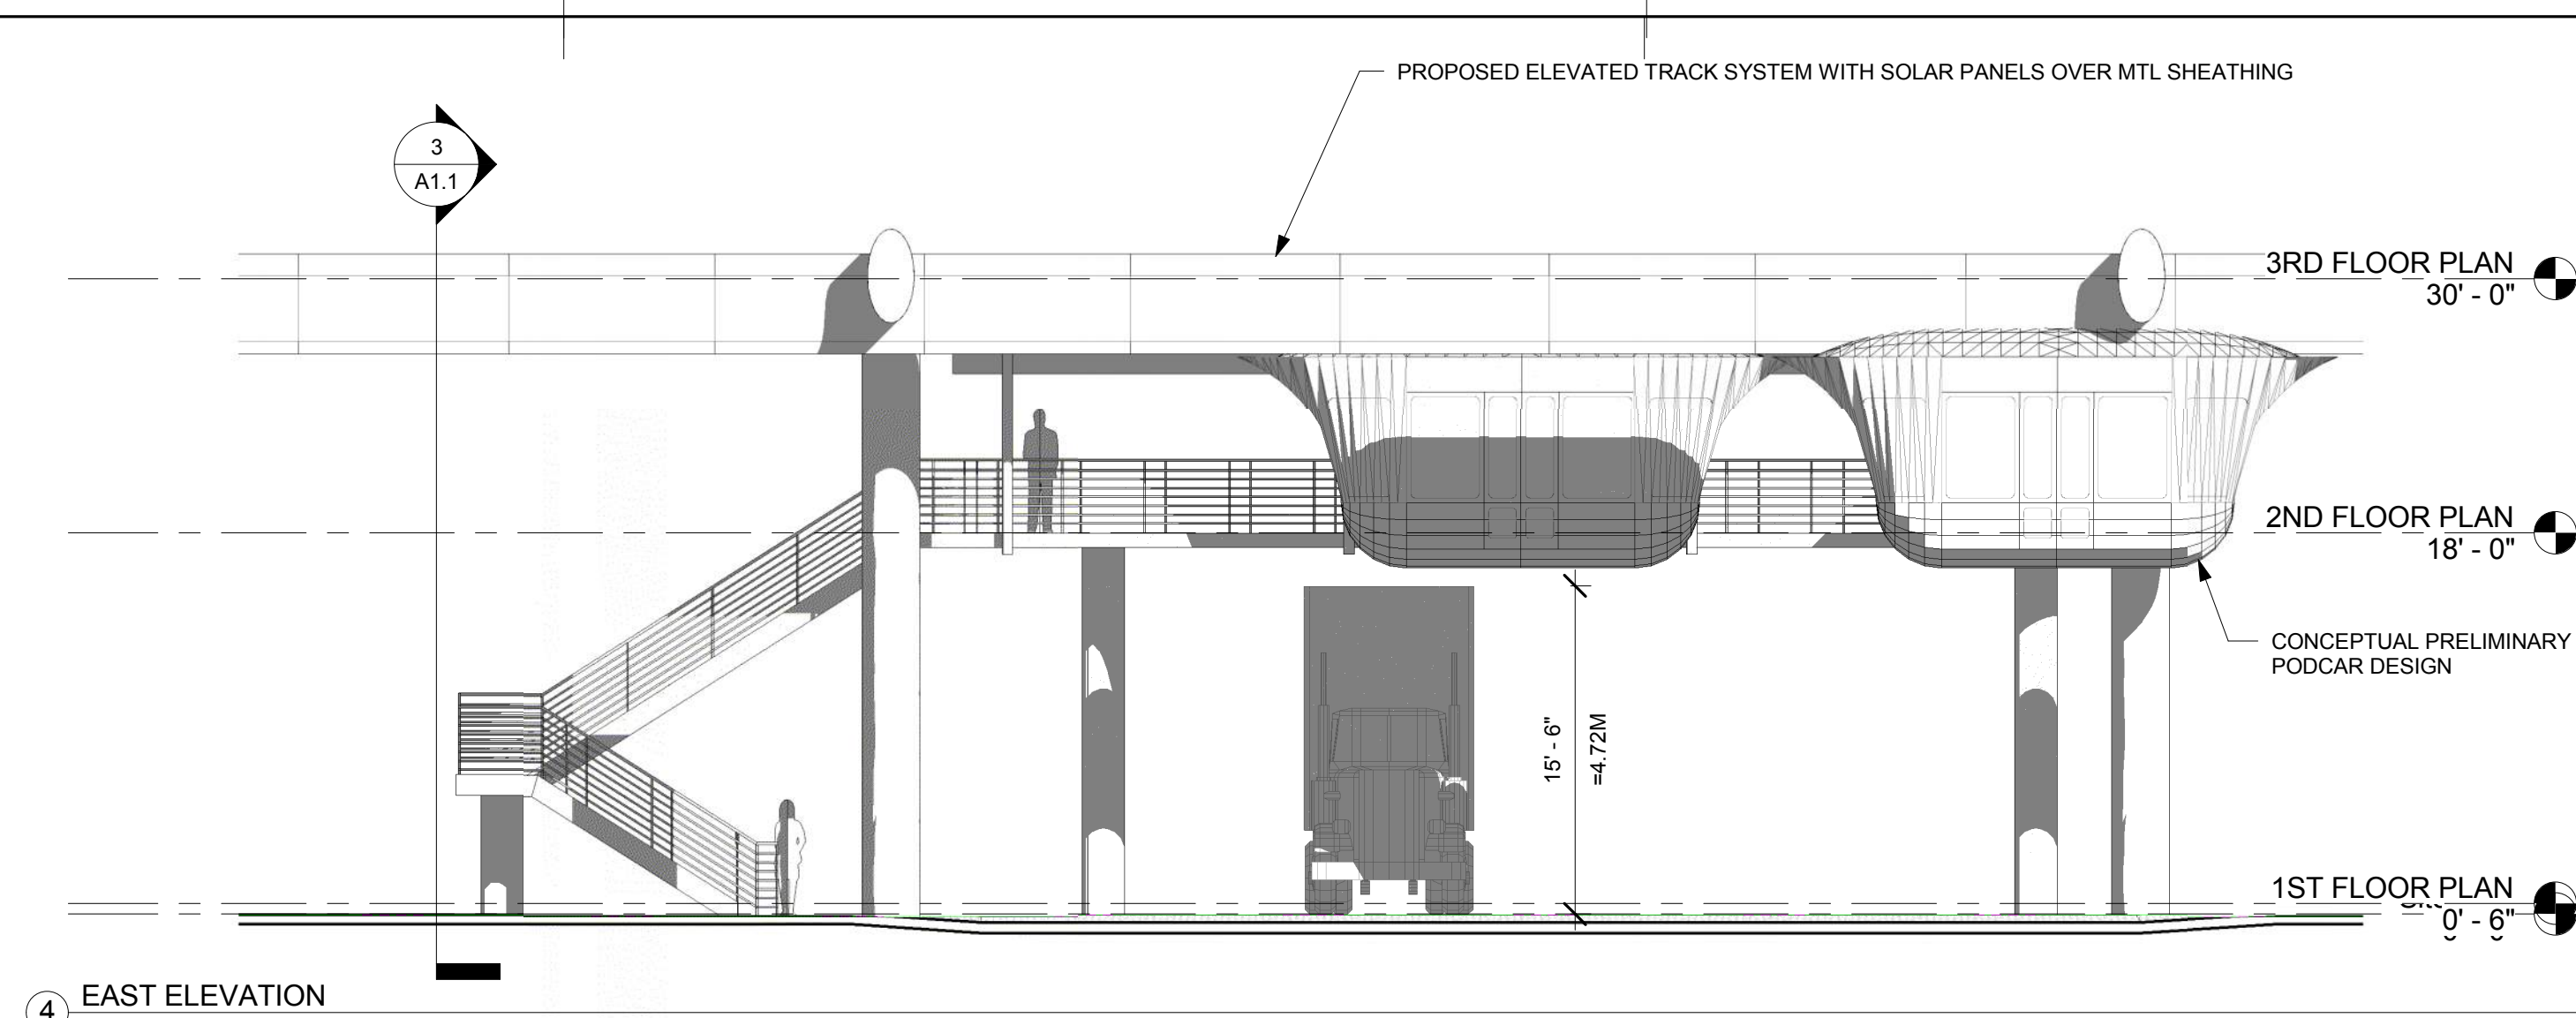 PROPOSED ELEVATED TRACK SYSTEM WITH SOLAR PANELS OVER MTL SHEATHING
3
A1.1
3RD FLOOR PLAN
30' - 0"
2ND FLOOR PLAN
18' - 0"
CONCEPTUAL PRELIMINARY
PODCAR DESIGN
15' - 6"
=4.72M
1ST FLOOR PLAN
0' - 6"
4
EAST ELEVATION